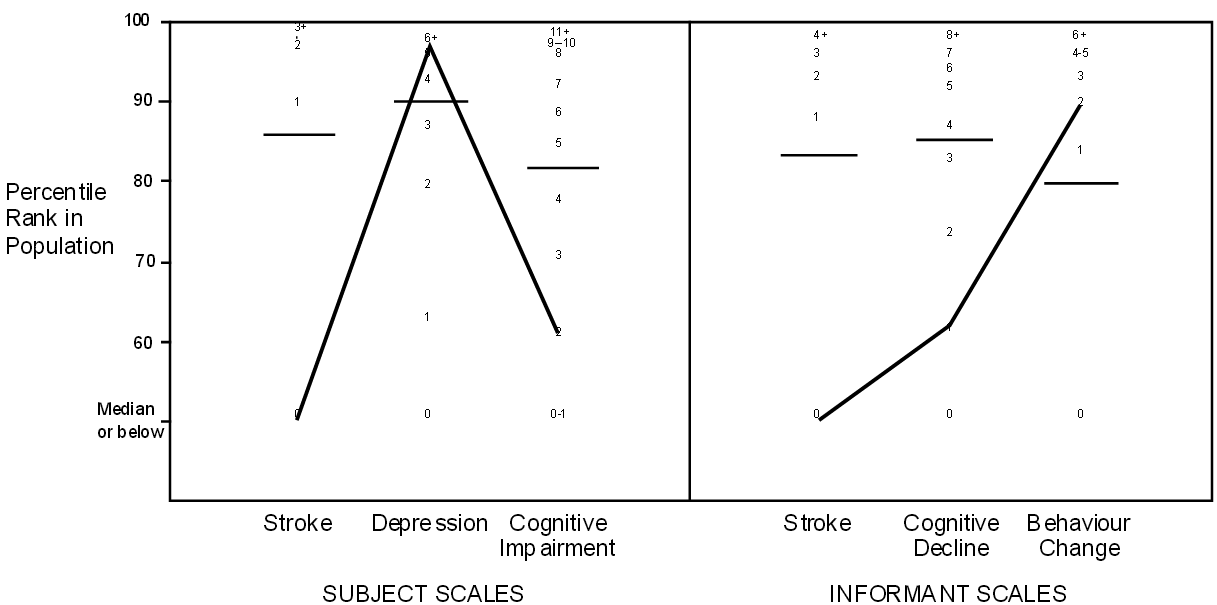 100
90
80
70
60
Percentile
Rank in
Population
Median
or below
3+
2
1
0
6+
4
3
2
1
0
11+
9–10
8
7
6
5
4
3
2
0-1
4+
3
2
1
0
8+
7
6
5
4
3
2
0
6+
4-5
3
2
1
0
Stroke
Depression
Cognitive
Impairment
Stroke
Cognitive
Decline
Behaviour
Change
SUBJECT SCALES
INFORMANT SCALES